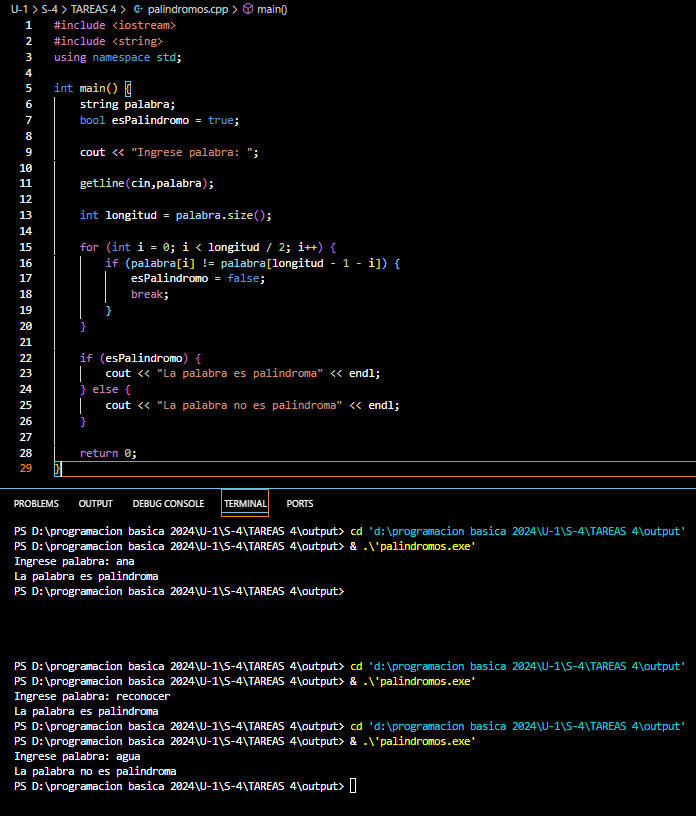 U-1 > S-4 > TAREAS 4 > palindromos.cpp > main()
1 #include <iostream>
2 #include <string>
3 using namespace std;
4
5 int main() {
6 string palabra;
7 bool esPalindromo = true;
8
9 cout << "Ingrese palabra: ";
10
11 getline(cin,palabra);
12
13 int longitud = palabra.size();
14
15 for (int i = 0; i < longitud / 2; i++) {
16 if (palabra[i] != palabra[longitud - 1 - i]) {
17 esPalindromo = false;
18 break;
19 }
20 }
21
22 if (esPalindromo) {
23 cout << "La palabra es palindroma" << endl;
24 } else {
25 cout << "La palabra no es palindroma" << endl;
26 }
27
28 return 0;
29 }
PROBLEMS OUTPUT DEBUG CONSOLE TERMINAL PORTS
PS D:\programacion basica 2024\U-1\S-4\TAREAS 4\output> cd 'd:\programacion basica 2024\U-1\S-4\TAREAS 4\output'
PS D:\programacion basica 2024\U-1\S-4\TAREAS 4\output> & .\'palindromos.exe'
Ingrese palabra: ana
La palabra es palindroma
PS D:\programacion basica 2024\U-1\S-4\TAREAS 4\output>
PS D:\programacion basica 2024\U-1\S-4\TAREAS 4\output> cd 'd:\programacion basica 2024\U-1\S-4\TAREAS 4\output'
PS D:\programacion basica 2024\U-1\S-4\TAREAS 4\output> & .\'palindromos.exe'
Ingrese palabra: reconocer
La palabra es palindroma
PS D:\programacion basica 2024\U-1\S-4\TAREAS 4\output> cd 'd:\programacion basica 2024\U-1\S-4\TAREAS 4\output'
PS D:\programacion basica 2024\U-1\S-4\TAREAS 4\output> & .\'palindromos.exe'
Ingrese palabra: agua
La palabra no es palindroma
PS D:\programacion basica 2024\U-1\S-4\TAREAS 4\output>